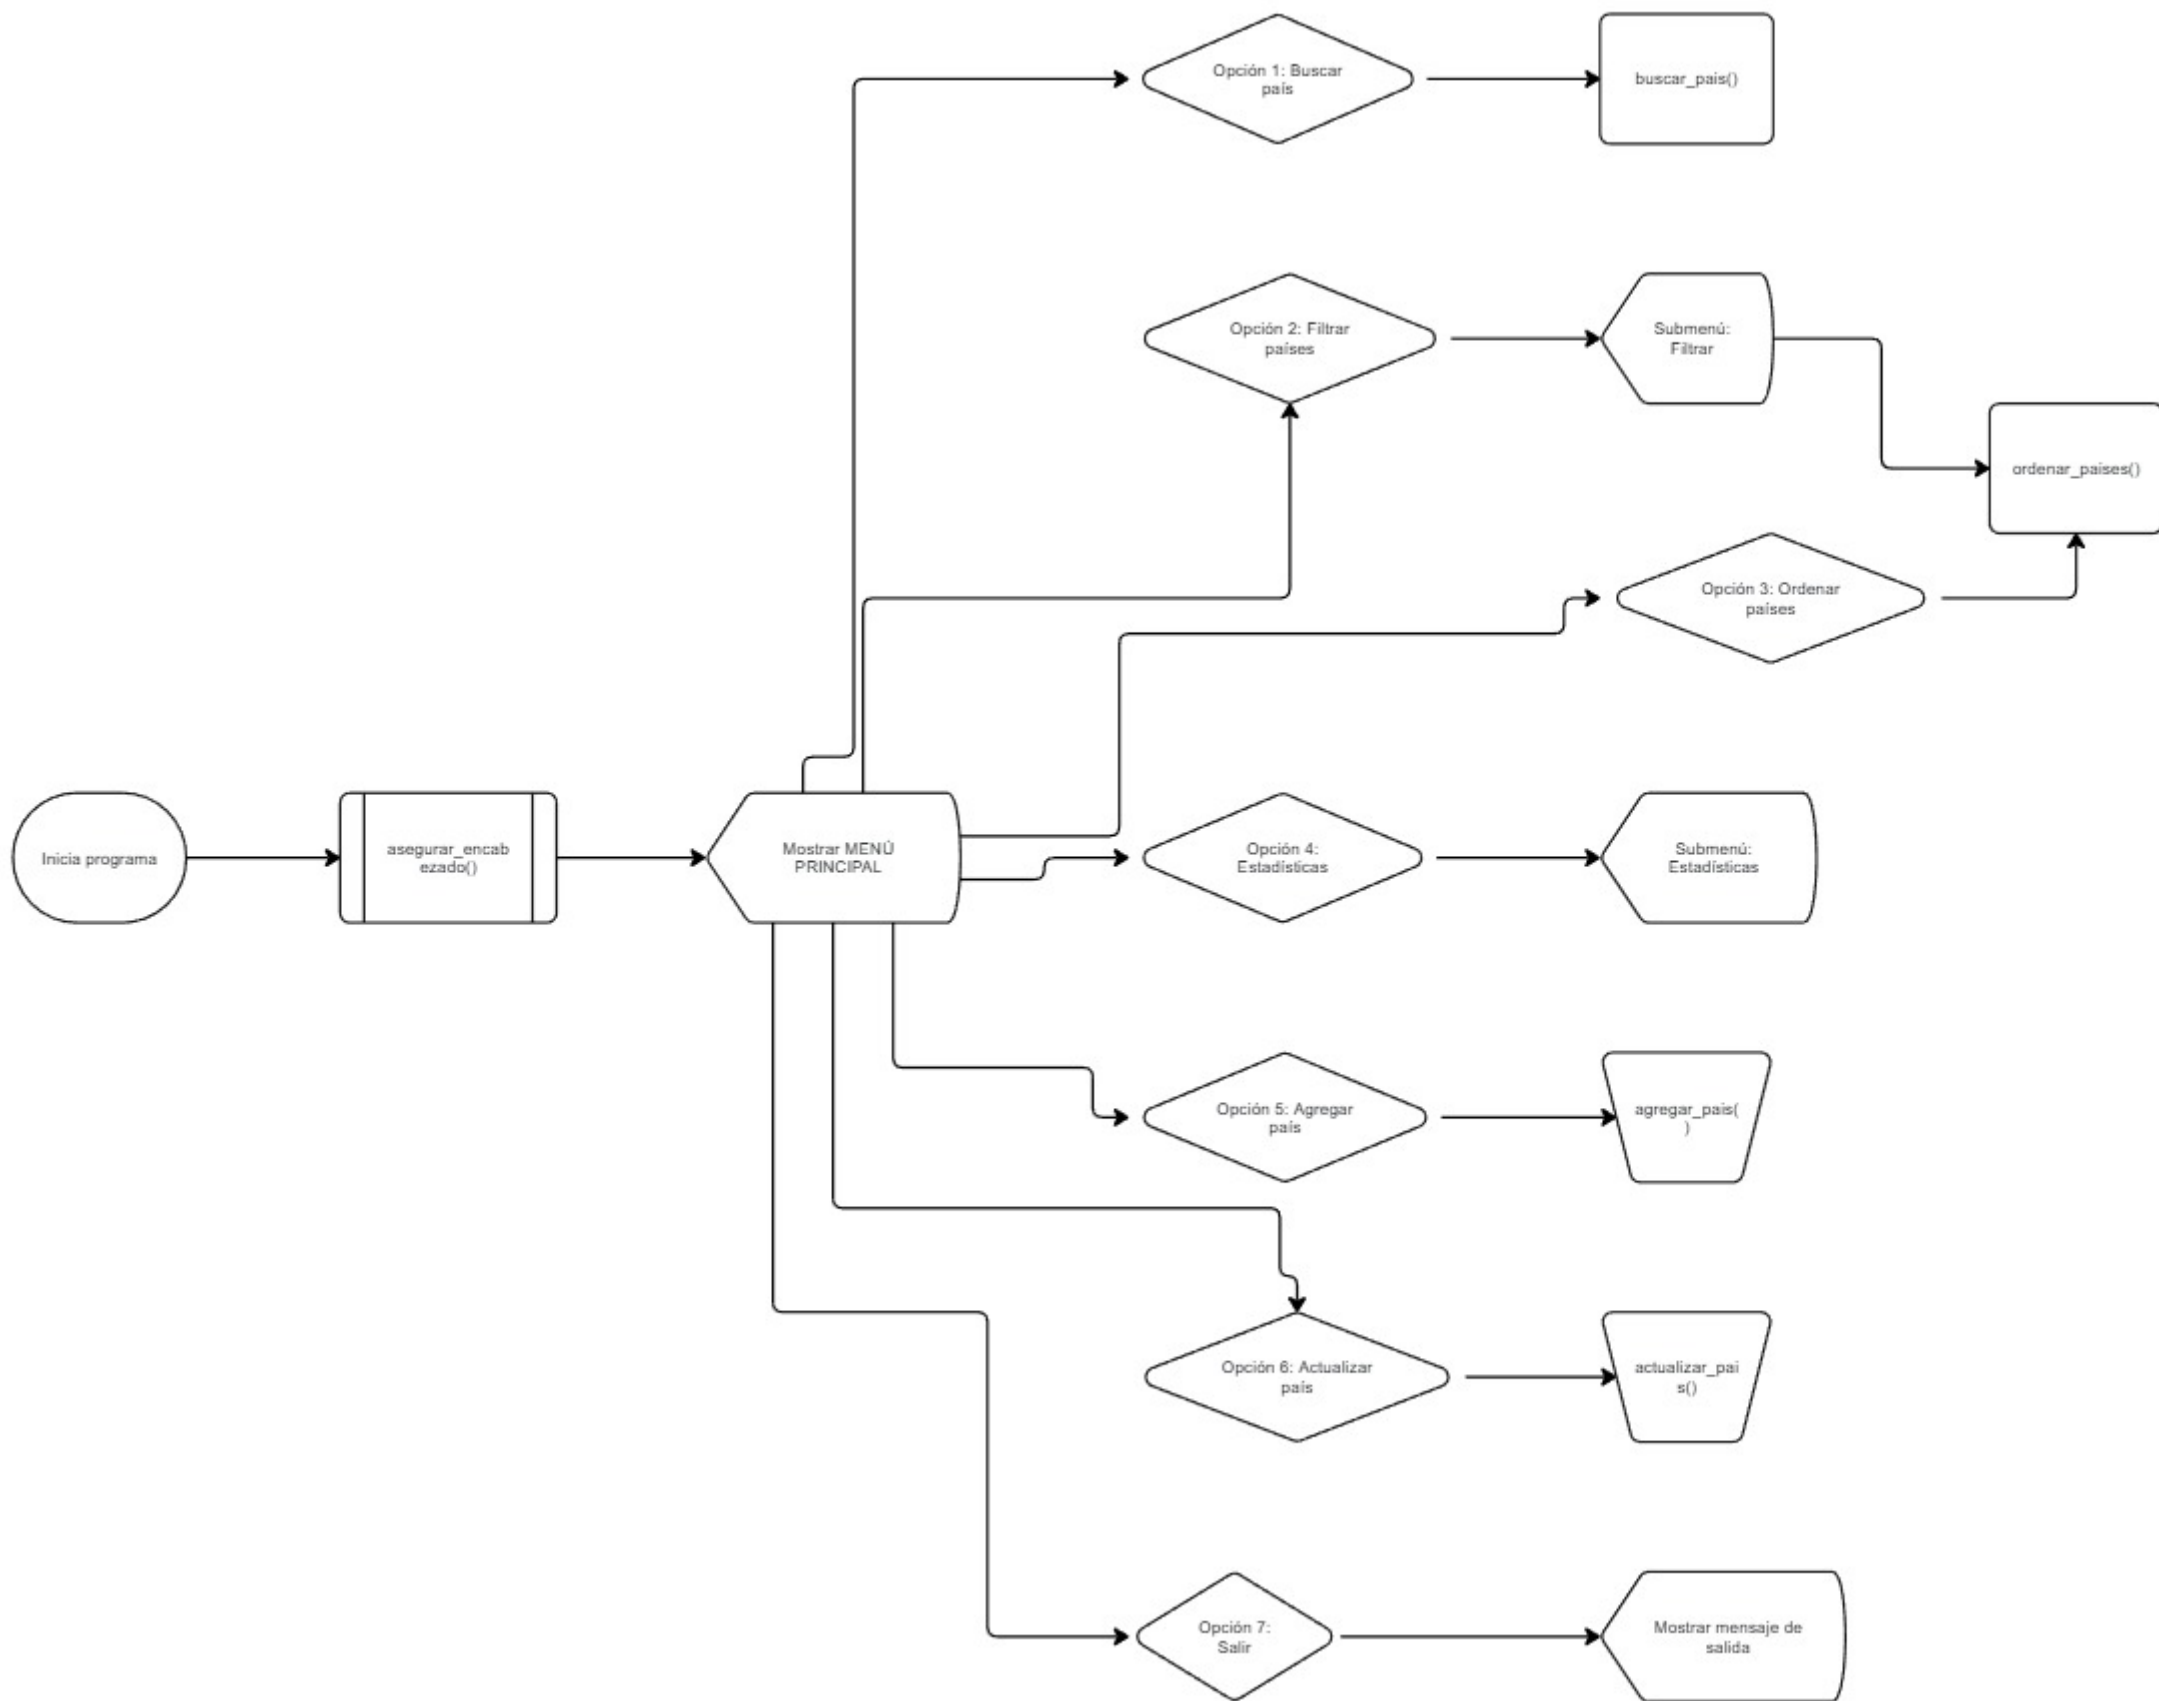 Opción 1: Buscar
país
buscar_pais()
Opción 2: Filtrar
países
Submenú:
Filtrar
ordenar_paises()
Opción 3: Ordenar
países
Inicia programa
asegurar_encab
ezado()
Mostrar MENÚ
PRINCIPAL
Opción 4:
Estadísticas
Submenú:
Estadísticas
Opción 5: Agregar
país
agregar_pais(
)
Opción 6: Actualizar
país
actualizar_pai
s()
Opción 7:
Salir
Mostrar mensaje de
salida